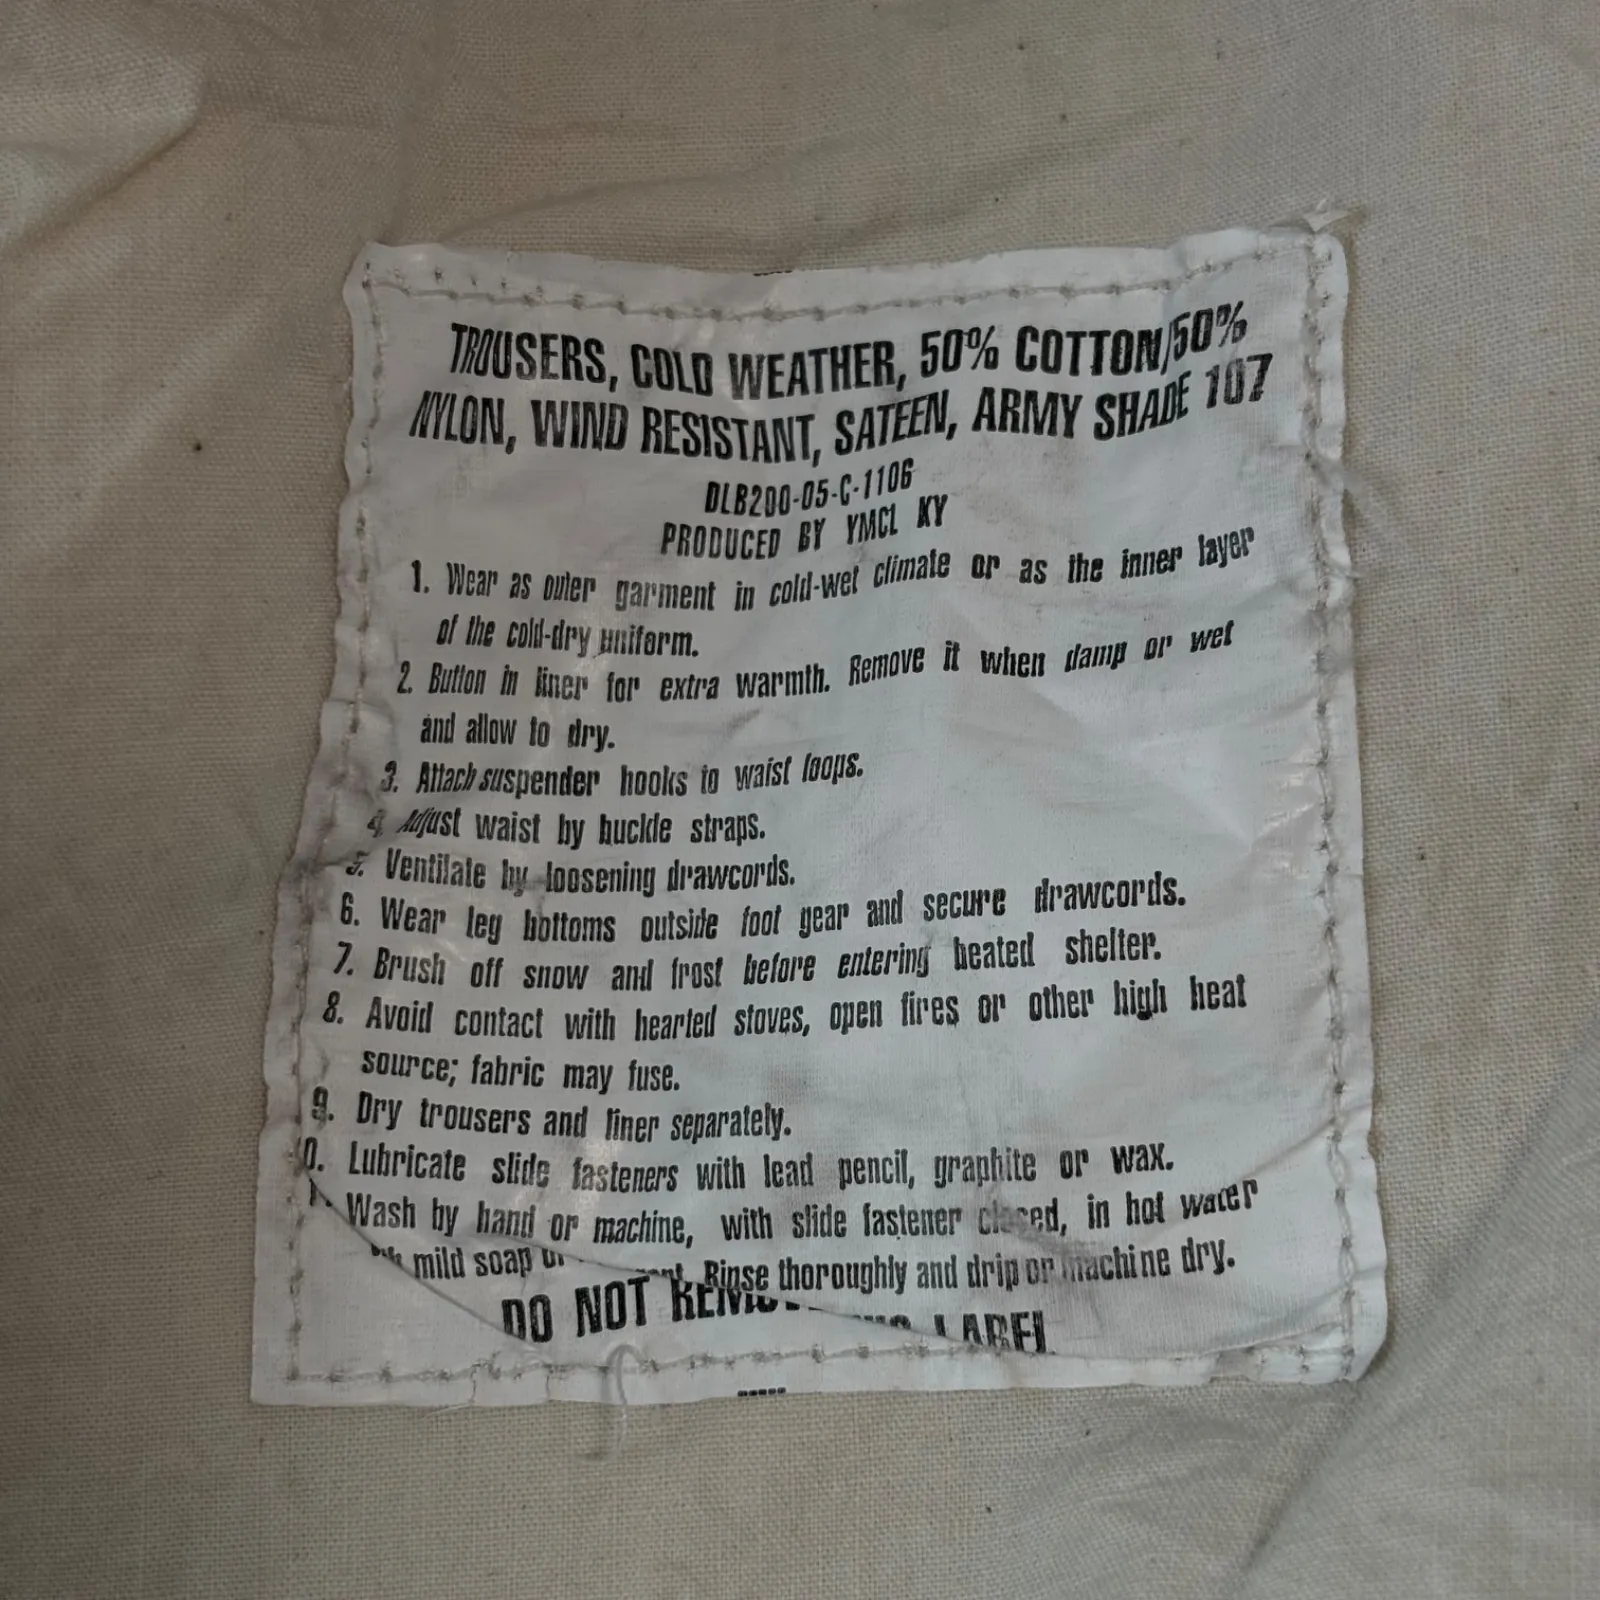 TROUSERS, COLD WEATHER, 50% COTTON/50%
NYLON, WIND RESISTANT, SATEEN, ARMY SHADE 107
DLB200-05-C-1106
PRODUCED BY YMCL KY
1. Wear as outer garment in cold-wet climate or as the inner layer
of the cold-dry uniform.
2. Button in liner for extra warmth. Remove it when damp or wet
and allow to dry.
3. Attach suspender hooks to waist loops.
4. Adjust waist by buckle straps.
5. Ventilate by loosening drawcords.
6. Wear leg bottoms outside foot gear and secure drawcords.
7. Brush off snow and frost before entering heated shelter.
8. Avoid contact with hearted stoves, open fires or other high heat
source; fabric may fuse.
9. Dry trousers and liner separately.
0. Lubricate slide fasteners with lead pencil, graphite or wax.
Wash by hand or machine, with slide fastener closed, in hot water
mild soap or Rinse thoroughly and drip or machine dry.
DO NOT REMOVE LABEL